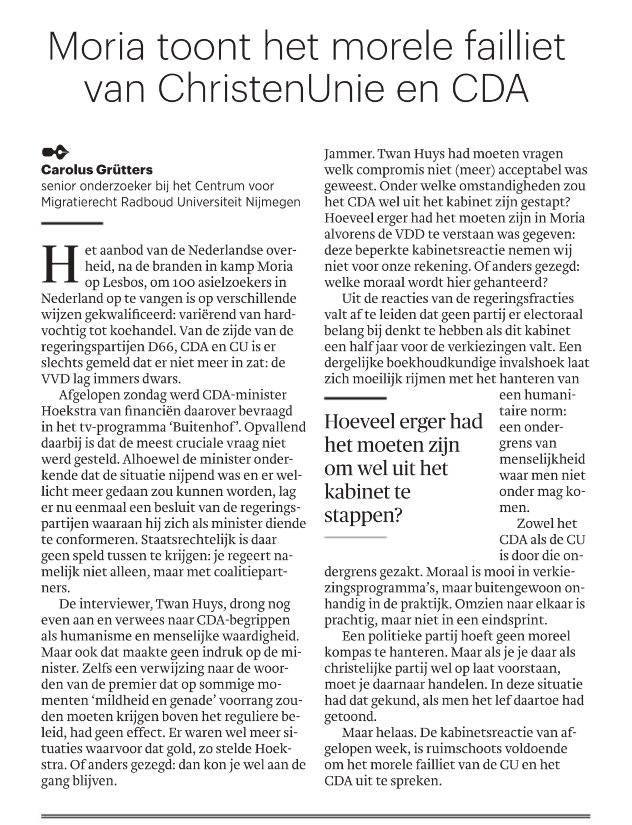 Moria toont het morele failliet
van ChristenUnie en CDA
Carolus Grütters
senior onderzoeker bij het Centrum voor
Migratierecht Radboud Universiteit Nijmegen
Het aanbod van de Nederlandse over-
heid, na de branden in kamp Moria
op Lesbos, om 100 asielzoekers in
Nederland op te vangen is op verschillende
wijzen gekwalificeerd: variërend van hard-
vochtig tot koehandel. Van de zijde van de
regeringspartijen D66, CDA en CU is er
slechts gemeld dat er niet meer in zat: de
VVD lag immers dwars.
Afgelopen zondag werd CDA-minister
Hoekstra van financiën daarover bevraagd
in het tv-programma ‘Buitenhof’. Opvallend
daarbij is dat de meest cruciale vraag niet
werd gesteld. Alhoewel de minister onder-
kende dat de situatie nijpend was en er wel-
licht meer gedaan zou kunnen worden, lag
er nu eenmaal een besluit van de regerings-
partijen waaraan hij zich als minister diende
te conformeren. Staatsrechtelijk is daar
geen speld tussen te krijgen: je regeert na-
melijk niet alleen, maar met coalitiepart-
ners.
De interviewer, Twan Huys, drong nog
even aan en verwees naar CDA-begrippen
als humanisme en menselijke waardigheid.
Maar ook dat maakte geen indruk op de mi-
nister. Zelfs een verwijzing naar de woor-
den van de premier dat op sommige mo-
menten ‘mildheid en genade’ voorrang zou-
den moeten krijgen boven het reguliere be-
leid, had geen effect. Er waren wel meer si-
tuaties waarvoor dat gold, zo stelde Hoek-
stra. Of anders gezegd: dan kon je wel aan de
gang blijven.
Jammer. Twan Huys had moeten vragen
welk compromis niet (meer) acceptabel was
geweest. Onder welke omstandigheden zou
het CDA wel uit het kabinet zijn gestapt?
Hoeveel erger had het moeten zijn in Moria
alvorens de VDD te verstaan was gegeven:
deze beperkte kabinetsreactie nemen wij
niet voor onze rekening. Of anders gezegd:
welke moraal wordt hier gehanteerd?
Uit de reacties van de regeringsfracties
valt af te leiden dat geen partij er electoraal
belang bij denkt te hebben als dit kabinet
een half jaar voor de verkiezingen valt. Een
dergelijke boekhoudkundige invalshoek laat
zich moeilijk rijmen met het hanteren van
een humani-
taire norm:
een onder-
grens van
menselijkheid
waar men niet
onder mag ko-
men.
Zowel het
CDA als de CU
is door die on-
dergrens gezakt. Moraal is mooi in verkie-
zingsprogramma’s, maar buitengewoon on-
handig in de praktijk. Omzien naar elkaar is
prachtig, maar niet in een eindsprint.
Een politieke partij hoeft geen moreel
kompas te hanteren. Maar als je je daar als
christelijke partij wel op laat voorstaan,
moet je daarnaar handelen. In deze situatie
had dat gekund, als men het lef daartoe had
getoond.
Maar helaas. De kabinetsreactie van af-
gelopen week, is ruimschoots voldoende
om het morele failliet van de CU en het
CDA uit te spreken.
Hoeveel erger had
het moeten zijn
om wel uit het
kabinet te
stappen?